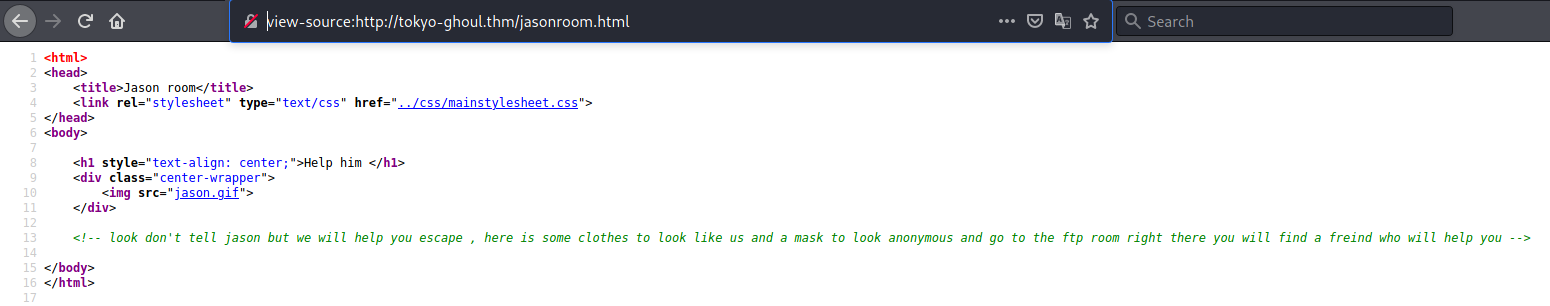 view-source:http://tokyo-ghoul.thm/jasonroom.html
Search
1 <html>
2 <head>
3 <title>Jason room</title>
4 <link rel="stylesheet" type="text/css" href="../css/mainstylesheet.css">
5 </head>
6 <body>
7
8 <h1 style="text-align: center;">Help him </h1>
9 <div class="center-wrapper">
10 <img src="jason.gif">
11 </div>
12
13 <!-- look don't tell jason but we will help you escape , here is some clothes to look like us and a mask to look anonymous and go to the ftp room right there you will find a freind who will help you -->
14
15 </body>
16 </html>
17